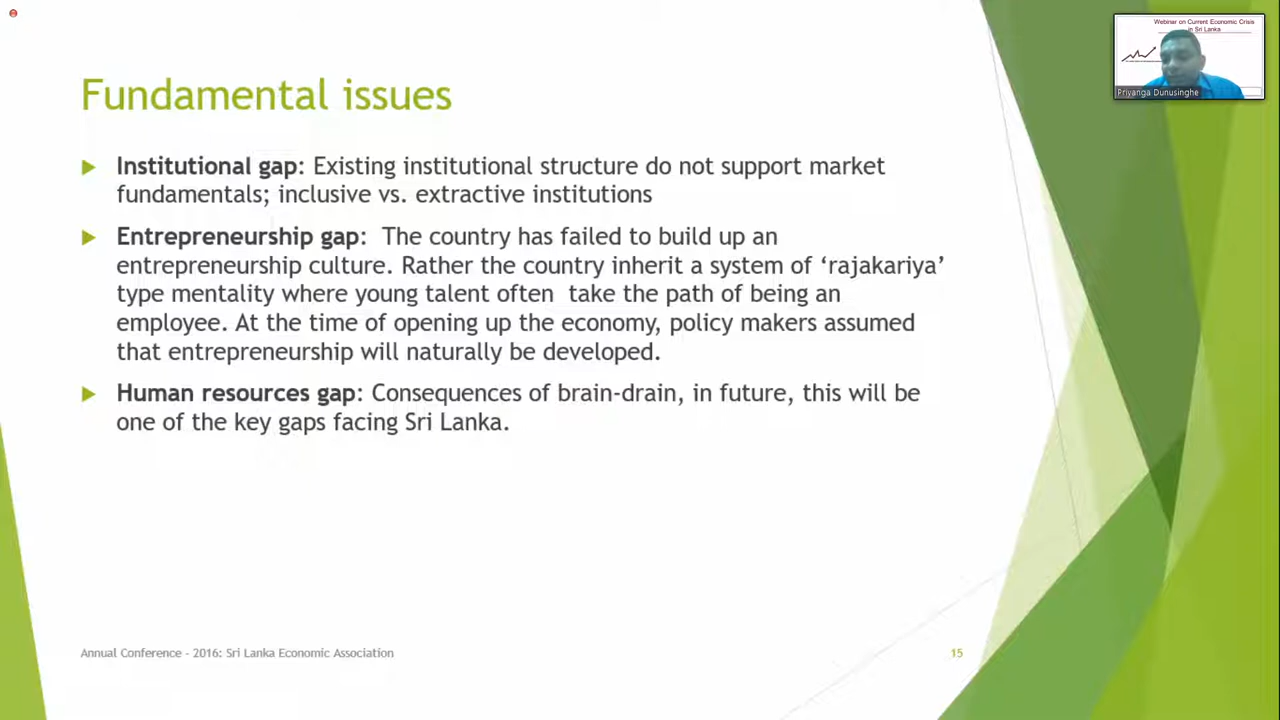 Webinar on Current Economic Crisis
in Sri Lanka
Priyanga Dunusinghe
Fundamental issues
Institutional gap: Existing institutional structure do not support market
fundamentals; inclusive vs. extractive institutions
Entrepreneurship gap: The country has failed to build up an
entrepreneurship culture. Rather the country inherit a system of ‘rajakariya’
type mentality where young talent often take the path of being an
employee. At the time of opening up the economy, policy makers assumed
that entrepreneurship will naturally be developed.
Human resources gap: Consequences of brain-drain, in future, this will be
one of the key gaps facing Sri Lanka.
Annual Conference - 2016: Sri Lanka Economic Association
15